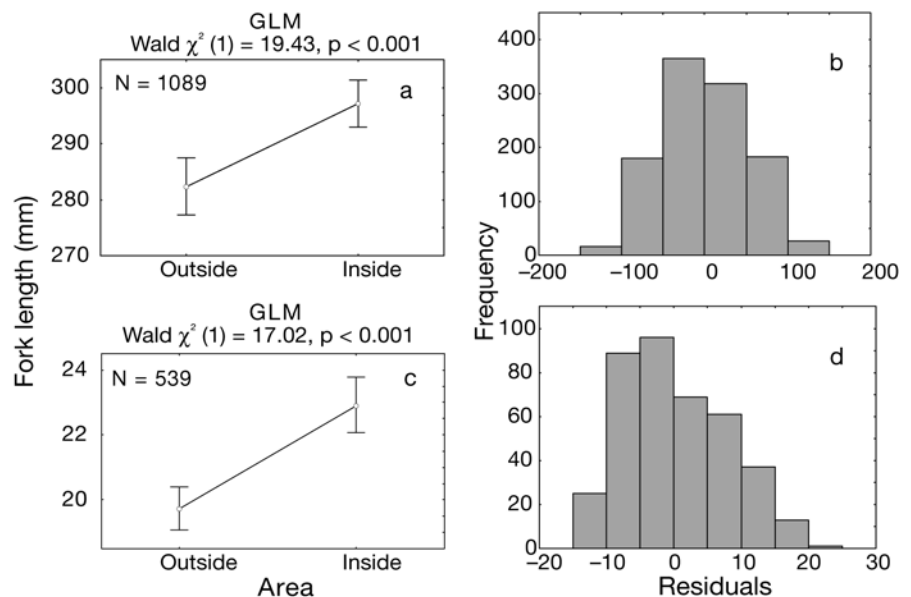 GLM
Wald χ² (1) = 19.43, p < 0.001
N = 1089
a
300
290
280
270
Outside
Inside
b
400
300
200
100
0
−200
−100
0
100
200
Fork length (mm)
Frequency
GLM
Wald χ² (1) = 17.02, p < 0.001
N = 539
c
24
22
20
Outside
Inside
Area
d
100
80
60
40
20
0
−20
−10
0
10
20
30
Residuals